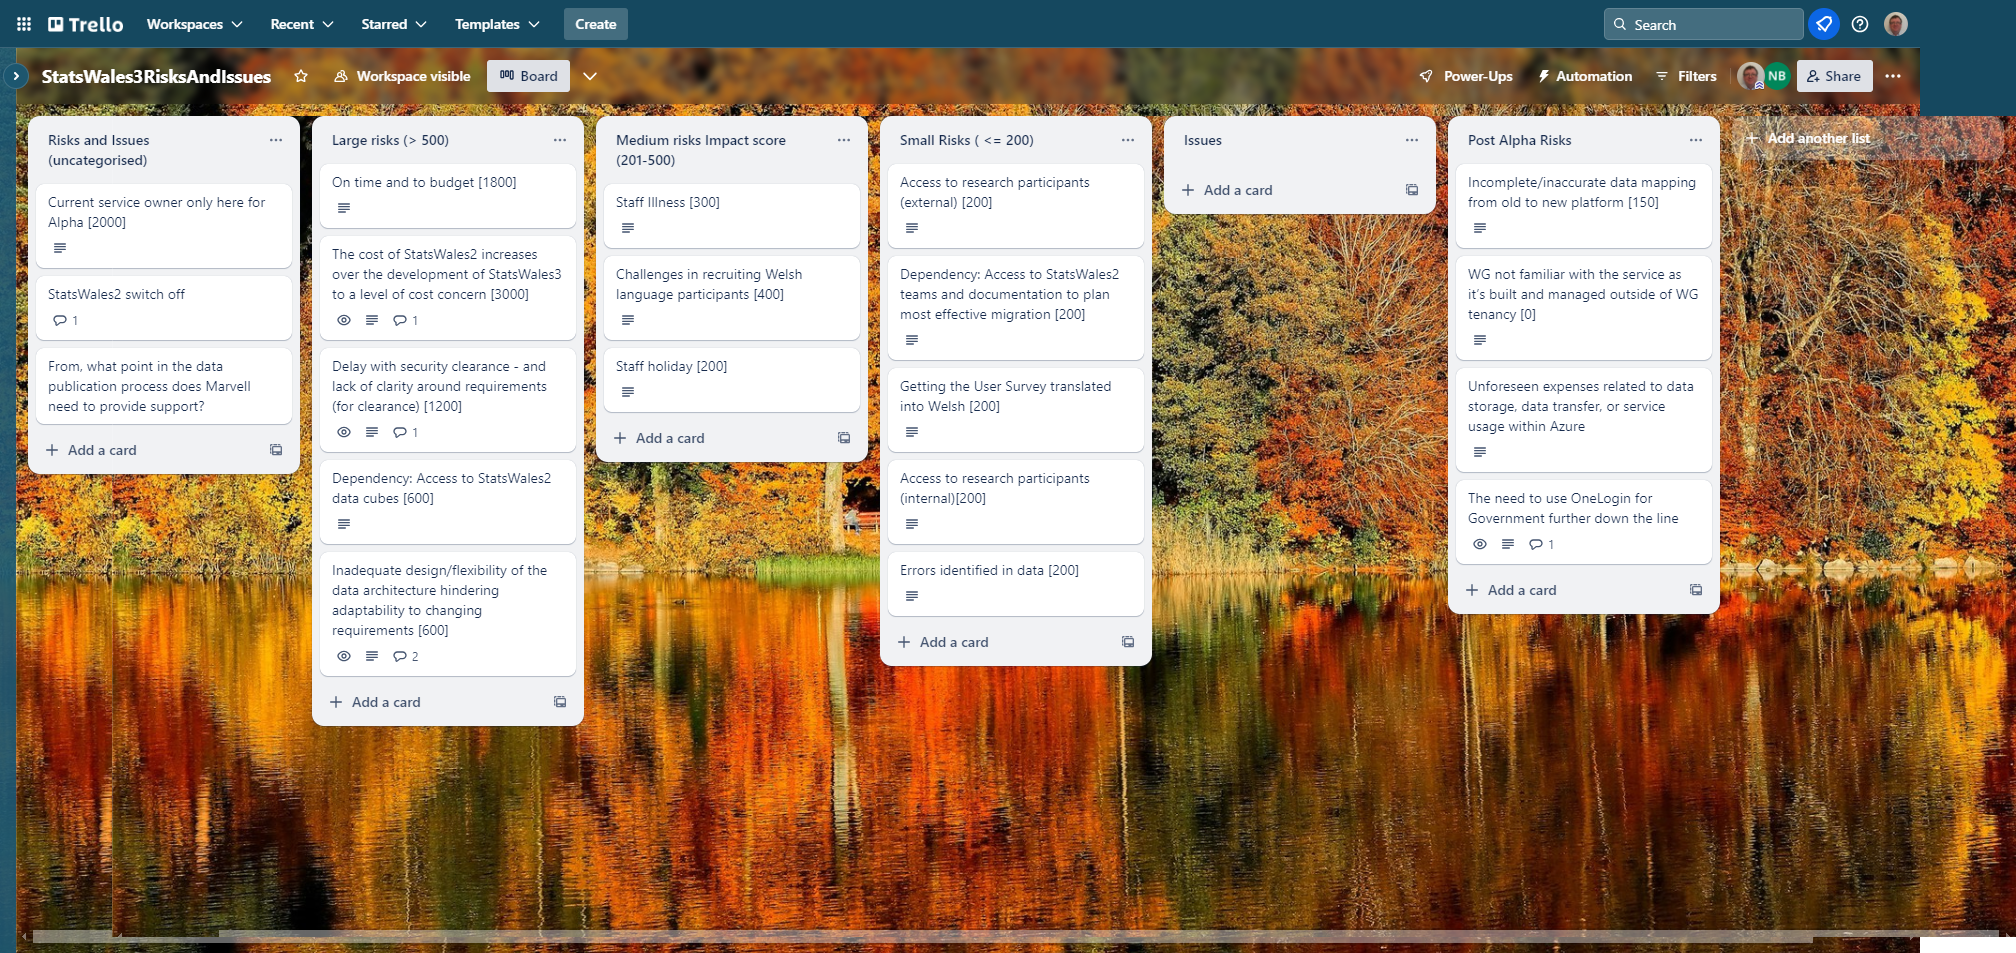 Trello
Workspaces
Recent
Starred
Templates
Create
Search
StatsWales3RisksAndIssues
Workspace visible
Board
Power-Ups
Automation
Filters
NB
Share
Risks and Issues
(uncategorised)
Current service owner only here for
Alpha [2000]
StatsWales2 switch off
1
From, what point in the data
publication process does Marvell
need to provide support?
Add a card
Large risks (> 500)
On time and to budget [1800]
The cost of StatsWales2 increases
over the development of StatsWales3
to a level of cost concern [3000]
1
Delay with security clearance - and
lack of clarity around requirements
(for clearance) [1200]
1
Dependency: Access to StatsWales2
data cubes [600]
Inadequate design/flexibility of the
data architecture hindering
adaptability to changing
requirements [600]
2
Add a card
Medium risks Impact score
(201-500)
Staff Illness [300]
Challenges in recruiting Welsh
language participants [400]
Staff holiday [200]
Add a card
Small Risks ( <= 200)
Access to research participants
(external) [200]
Dependency: Access to StatsWales2
teams and documentation to plan
most effective migration [200]
Getting the User Survey translated
into Welsh [200]
Access to research participants
(internal)[200]
Errors identified in data [200]
Add a card
Issues
Add a card
Post Alpha Risks
Incomplete/inaccurate data mapping
from old to new platform [150]
WG not familiar with the service as
it’s built and managed outside of WG
tenancy [0]
Unforeseen expenses related to data
storage, data transfer, or service
usage within Azure
The need to use OneLogin for
Government further down the line
1
Add a card
Add another list